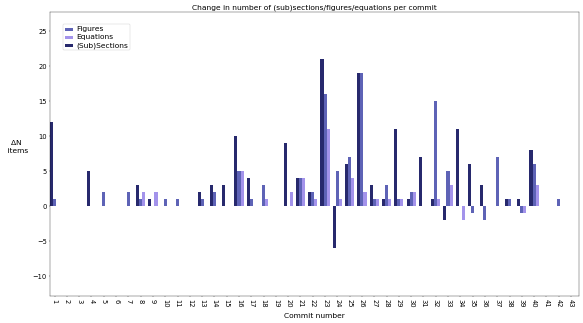 Change in number of (sub)sections/figures/equations per commit
Figures
Equations
(Sub)Sections
25
20
15
10
5
0
−5
−10
ΔN
items
1 2 3 4 5 6 7 8 9 10 11 12 13 14 15 16 17 18 19 20 21 22 23 24 25 26 27 28 29 30 31 32 33 34 35 36 37 38 39 40 41 42 43
Commit number